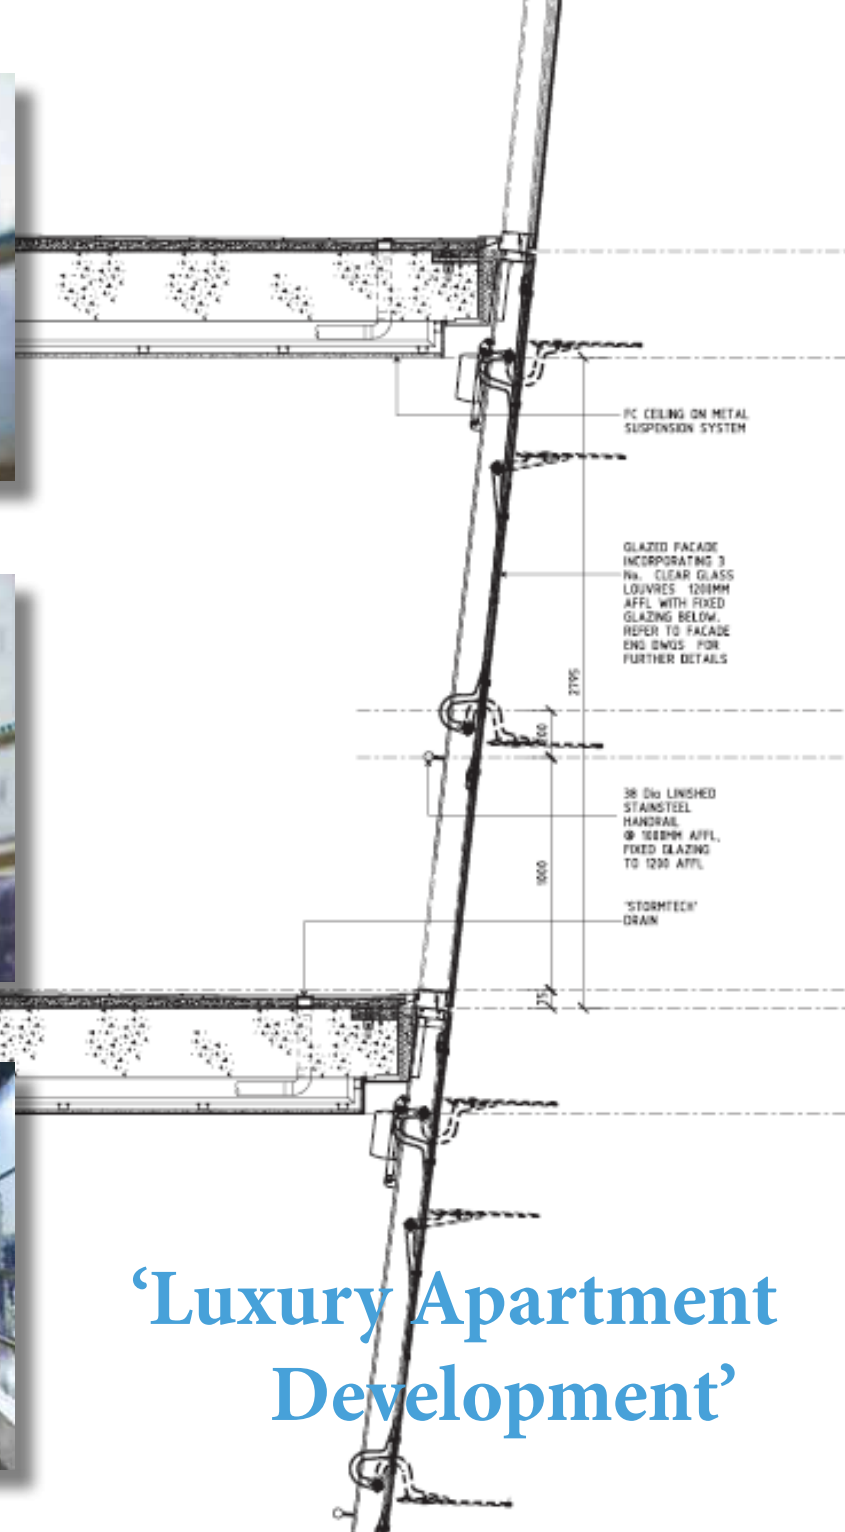 FC CEILING ON METAL
SUSPENSION SYSTEM
GLAZED FACADE
INCORPORATING 3
No. CLEAR GLASS
LOUVRES 1200MM
AFFL WITH FIXED
GLAZING BELOW.
REFER TO FACADE
ENG DWGS FOR
FURTHER DETAILS
2795
200
38 Dia LINISHED
STAINSTEEL
HANDRAIL
@ 1000MM AFFL,
FIXED GLAZING
TO 1200 AFFL
1000
'STORMTECH'
DRAIN
75
‘Luxury Apartment
Development’